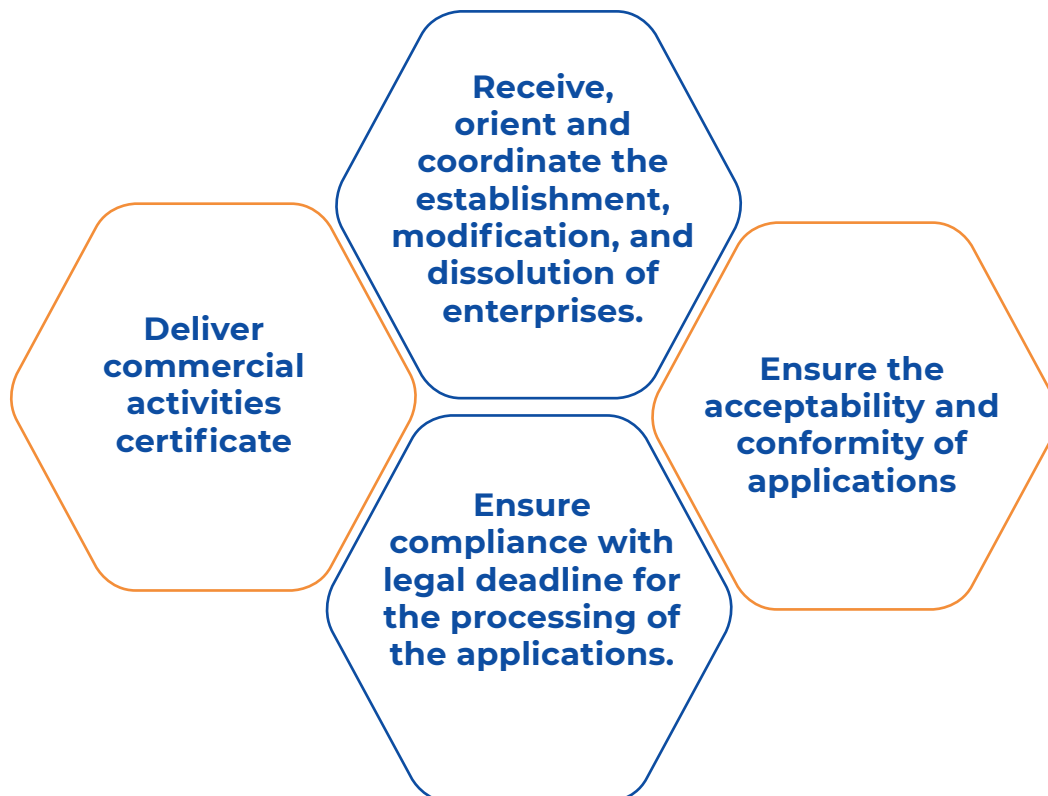 Receive,
orient and
coordinate the
establishment,
modification, and
dissolution of
enterprises.
Deliver
commercial
activities
certificate
Ensure the
acceptability and
conformity of
applications
Ensure
compliance with
legal deadline for
the processing of
the applications.